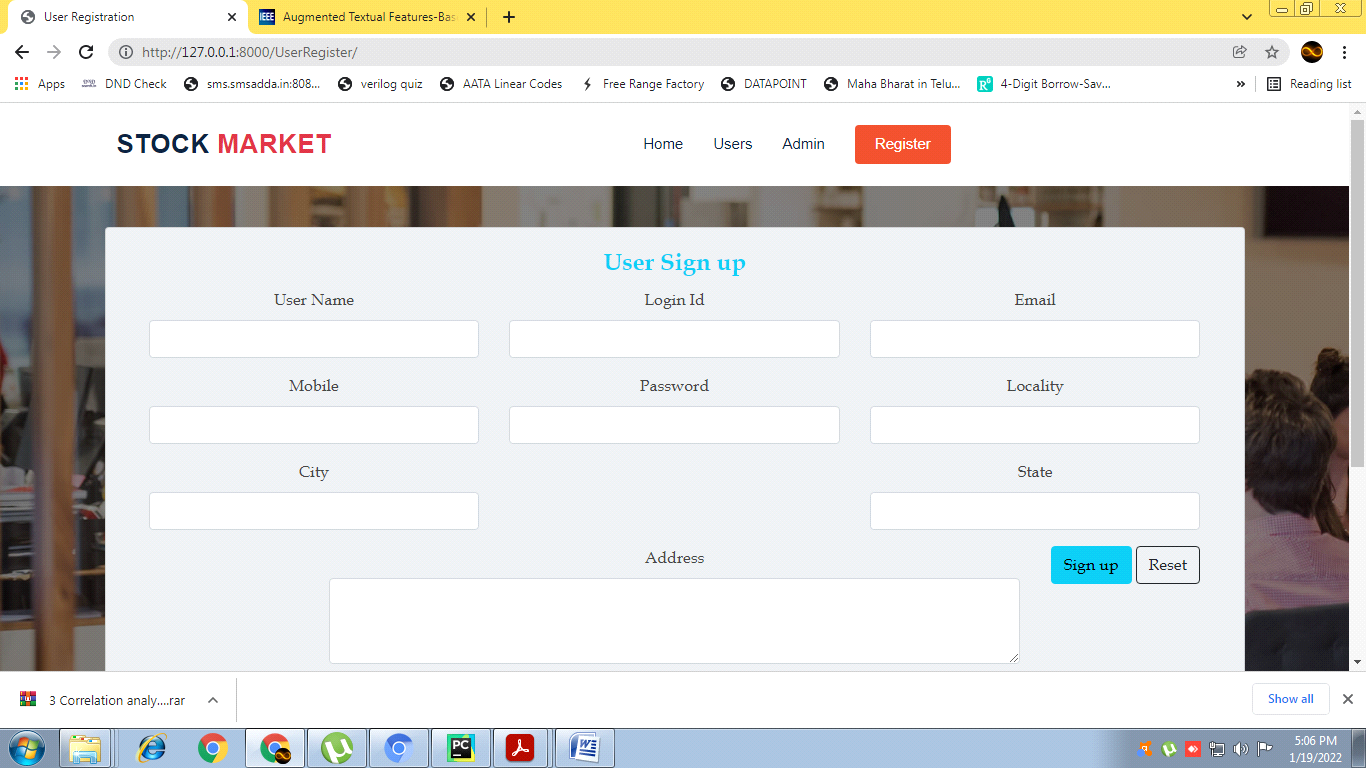 User Registration
IEEE Augmented Textual Features-Bas
http://127.0.0.1:8000/UserRegister/
Apps DND Check sms.smsadda.in:808... verilog quiz AATA Linear Codes Free Range Factory DATAPOINT Maha Bharat in Telu... R 4-Digit Borrow-Sav... » Reading list
STOCK MARKET Home Users Admin Register
User Sign up
User Name Login Id Email
Mobile Password Locality
City State
Address Sign up Reset
3 Correlation analy....rar Show all
PC W 5:06 PM
1/19/2022